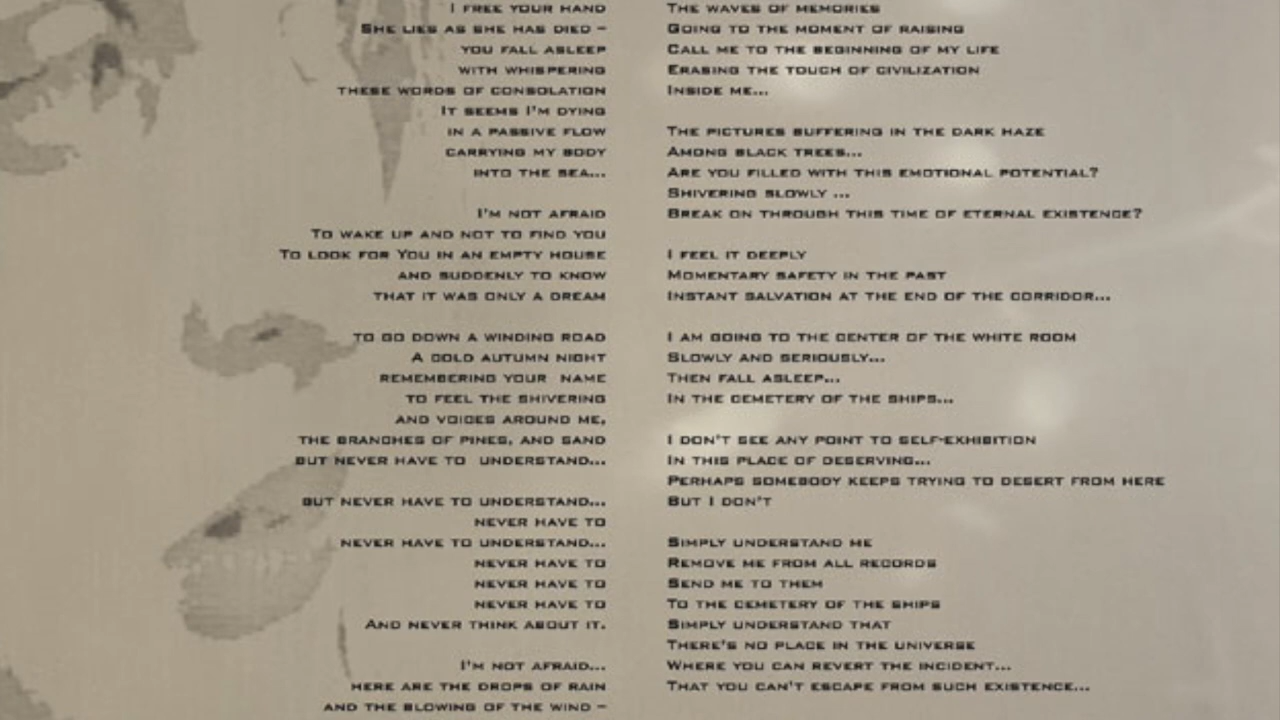 I FREE YOUR HAND
SHE LIES AS SHE HAS DIED –
YOU FALL ASLEEP
WITH WHISPERING
THESE WORDS OF CONSOLATION
IT SEEMS I'M DYING
IN A PASSIVE FLOW
CARRYING MY BODY
INTO THE SEA...
I'M NOT AFRAID
TO WAKE UP AND NOT TO FIND YOU
TO LOOK FOR YOU IN AN EMPTY HOUSE
AND SUDDENLY TO KNOW
THAT IT WAS ONLY A DREAM
TO GO DOWN A WINDING ROAD
A COLD AUTUMN NIGHT
REMEMBERING YOUR NAME
TO FEEL THE SHIVERING
AND VOICES AROUND ME,
THE BRANCHES OF PINES, AND SAND
BUT NEVER HAVE TO UNDERSTAND...
BUT NEVER HAVE TO UNDERSTAND...
NEVER HAVE TO
NEVER HAVE TO UNDERSTAND...
NEVER HAVE TO
NEVER HAVE TO
NEVER HAVE TO
AND NEVER THINK ABOUT IT.
I'M NOT AFRAID...
HERE ARE THE DROPS OF RAIN
AND THE BLOWING OF THE WIND –
THE WAVES OF MEMORIES
GOING TO THE MOMENT OF RAISING
CALL ME TO THE BEGINNING OF MY LIFE
ERASING THE TOUCH OF CIVILIZATION
INSIDE ME...
THE PICTURES SUFFERING IN THE DARK HAZE
AMONG BLACK TREES...
ARE YOU FILLED WITH THIS EMOTIONAL POTENTIAL?
SHIVERING SLOWLY ...
BREAK ON THROUGH THIS TIME OF ETERNAL EXISTENCE?
I FEEL IT DEEPLY
MOMENTARY SAFETY IN THE PAST
INSTANT SALVATION AT THE END OF THE CORRIDOR...
I AM GOING TO THE CENTER OF THE WHITE ROOM
SLOWLY AND SERIOUSLY...
THEN FALL ASLEEP...
IN THE CEMETERY OF THE SHIPS...
I DON'T SEE ANY POINT TO SELF-EXHIBITION
IN THIS PLACE OF DESERVING...
PERHAPS SOMEBODY KEEPS TRYING TO DESERT FROM HERE
BUT I DON'T
SIMPLY UNDERSTAND ME
REMOVE ME FROM ALL RECORDS
SEND ME TO THEM
TO THE CEMETERY OF THE SHIPS
SIMPLY UNDERSTAND THAT
THERE'S NO PLACE IN THE UNIVERSE
WHERE YOU CAN REVERT THE INCIDENT...
THAT YOU CAN'T ESCAPE FROM SUCH EXISTENCE...